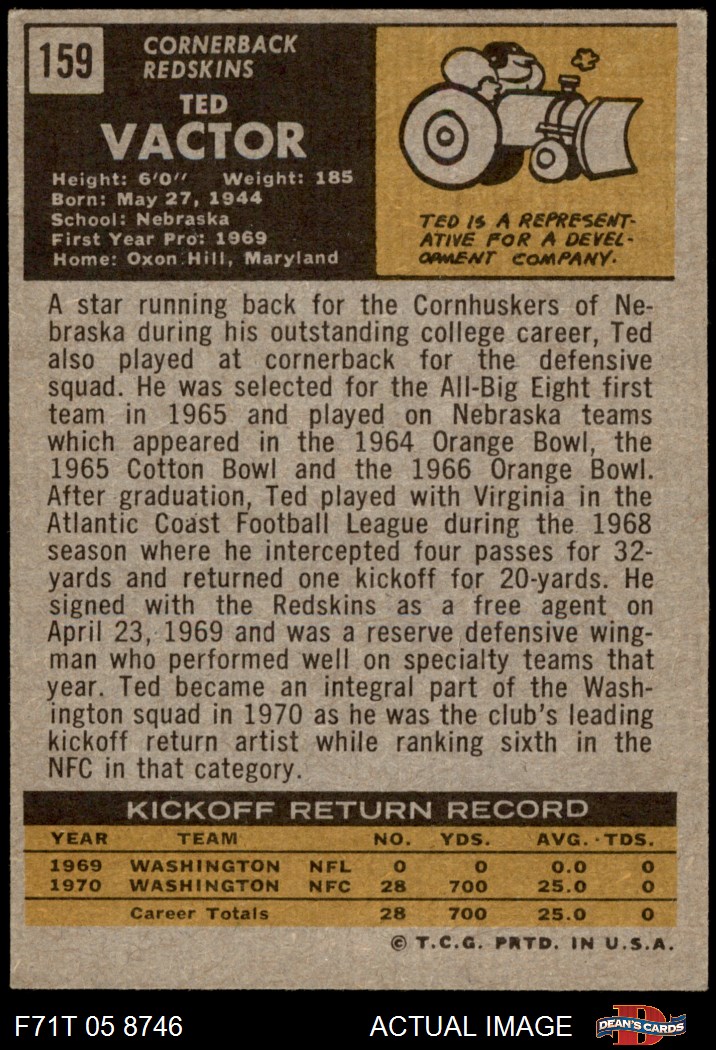 159
CORNERBACK
REDSKINS
TED
VACTOR
Height: 6'0" Weight: 185
Born: May 27, 1944
School: Nebraska
First Year Pro: 1969
Home: Oxon Hill, Maryland
TED IS A REPRESENT-
ATIVE FOR A DEVEL-
OPMENT COMPANY.
A star running back for the Cornhuskers of Ne-
braska during his outstanding college career, Ted
also played at cornerback for the defensive
squad. He was selected for the All-Big Eight first
team in 1965 and played on Nebraska teams
which appeared in the 1964 Orange Bowl, the
1965 Cotton Bowl and the 1966 Orange Bowl.
After graduation, Ted played with Virginia in the
Atlantic Coast Football League during the 1968
season where he intercepted four passes for 32-
yards and returned one kickoff for 20-yards. He
signed with the Redskins as a free agent on
April 23, 1969 and was a reserve defensive wing-
man who performed well on specialty teams that
year. Ted became an integral part of the Wash-
ington squad in 1970 as he was the club's leading
kickoff return artist while ranking sixth in the
NFC in that category.
KICKOFF RETURN RECORD
YEAR TEAM NO. YDS. AVG. TDS.
1969 WASHINGTON NFL 0 0 0.0 0
1970 WASHINGTON NFC 28 700 25.0 0
Career Totals 28 700 25.0 0
© T.C.G. PRTD. IN U.S.A.
F71T 05 8746 ACTUAL IMAGE
D
DEAN'S CARDS